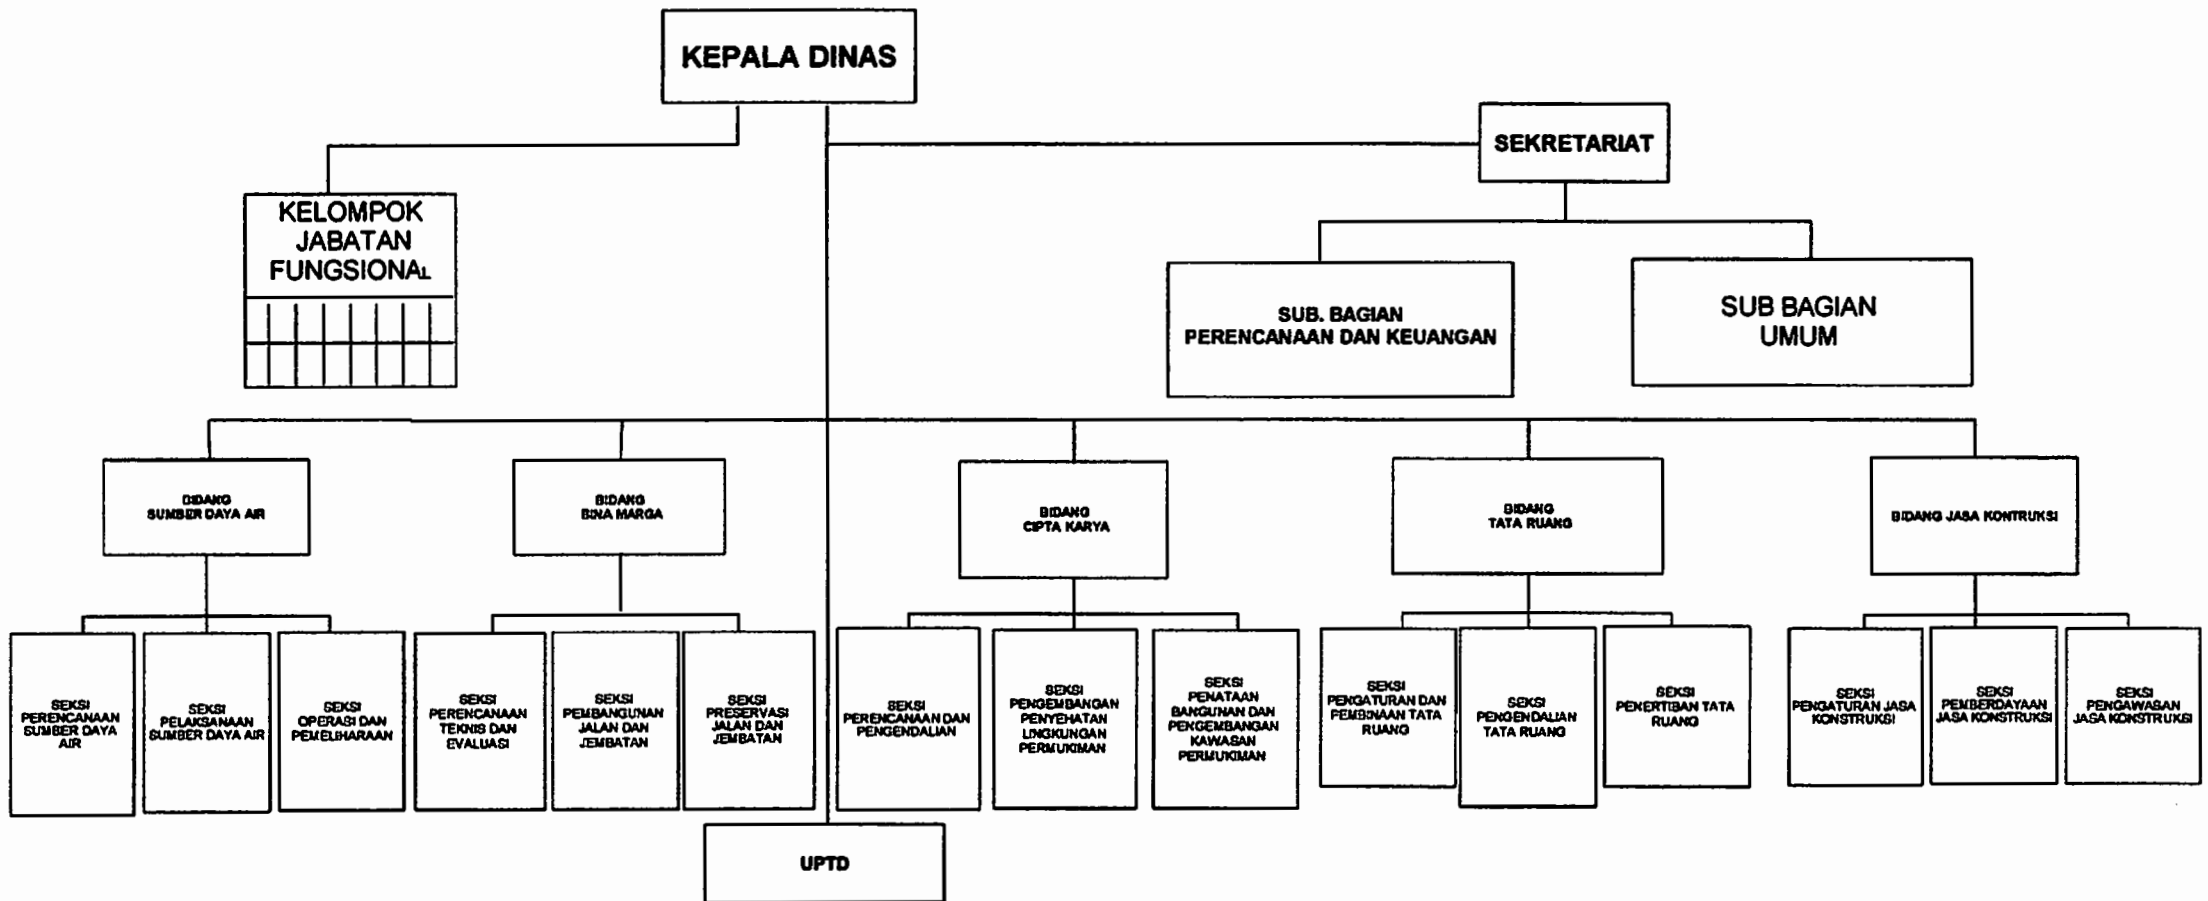 KEPALA DINAS
SEKRETARIAT
KELOMPOK
JABATAN
FUNGSIONAL
SUB. BAGIAN
PERENCANAAN DAN KEUANGAN
SUB BAGIAN
UMUM
BIDANG
SUMBER DAYA AIR
BIDANG
BINA MARGA
BIDANG
CIPTA KARYA
BIDANG
TATA RUANG
BIDANG JASA KONTRUKSI
SEKSI
PERENCANAAN
SUMBER DAYA
AIR
SEKSI
PELAKSANAAN
SUMBER DAYA AIR
SEKSI
OPERASI DAN
PEMELIHARAAN
SEKSI
PERENCANAAN
TEKNIS DAN
EVALUASI
SEKSI
PEMBANGUNAN
JALAN DAN
JEMBATAN
SEKSI
PRESERVASI
JALAN DAN
JEMBATAN
SEKSI
PERENCANAAN DAN
PENGENDALIAN
SEKSI
PENGEMBANGAN
PENYEHATAN
LINGKUNGAN
PERMUKIMAN
SEKSI
PENATAAN
BANGUNAN DAN
PENGEMBANGAN
KAWASAN
PERMUKIMAN
SEKSI
PENGATURAN DAN
PEMBINAAN TATA
RUANG
SEKSI
PENGENDALIAN
TATA RUANG
SEKSI
PENERTIBAN TATA
RUANG
SEKSI
PENGATURAN JASA
KONSTRUKSI
SEKSI
PEMBERDAYAAN
JASA KONSTRUKSI
SEKSI
PENGAWASAN
JASA KONSTRUKSI
UPTD